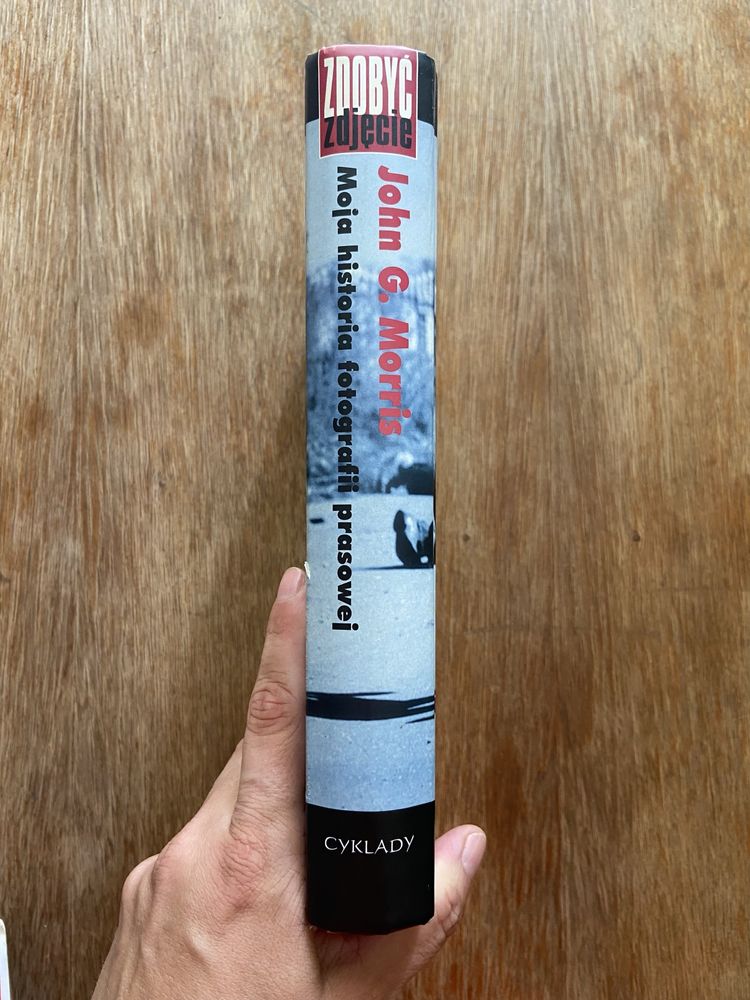 ZDOBYĆ
zdjęcie
John G. Morris
Moja historia fotografii prasowej
CYKLADY